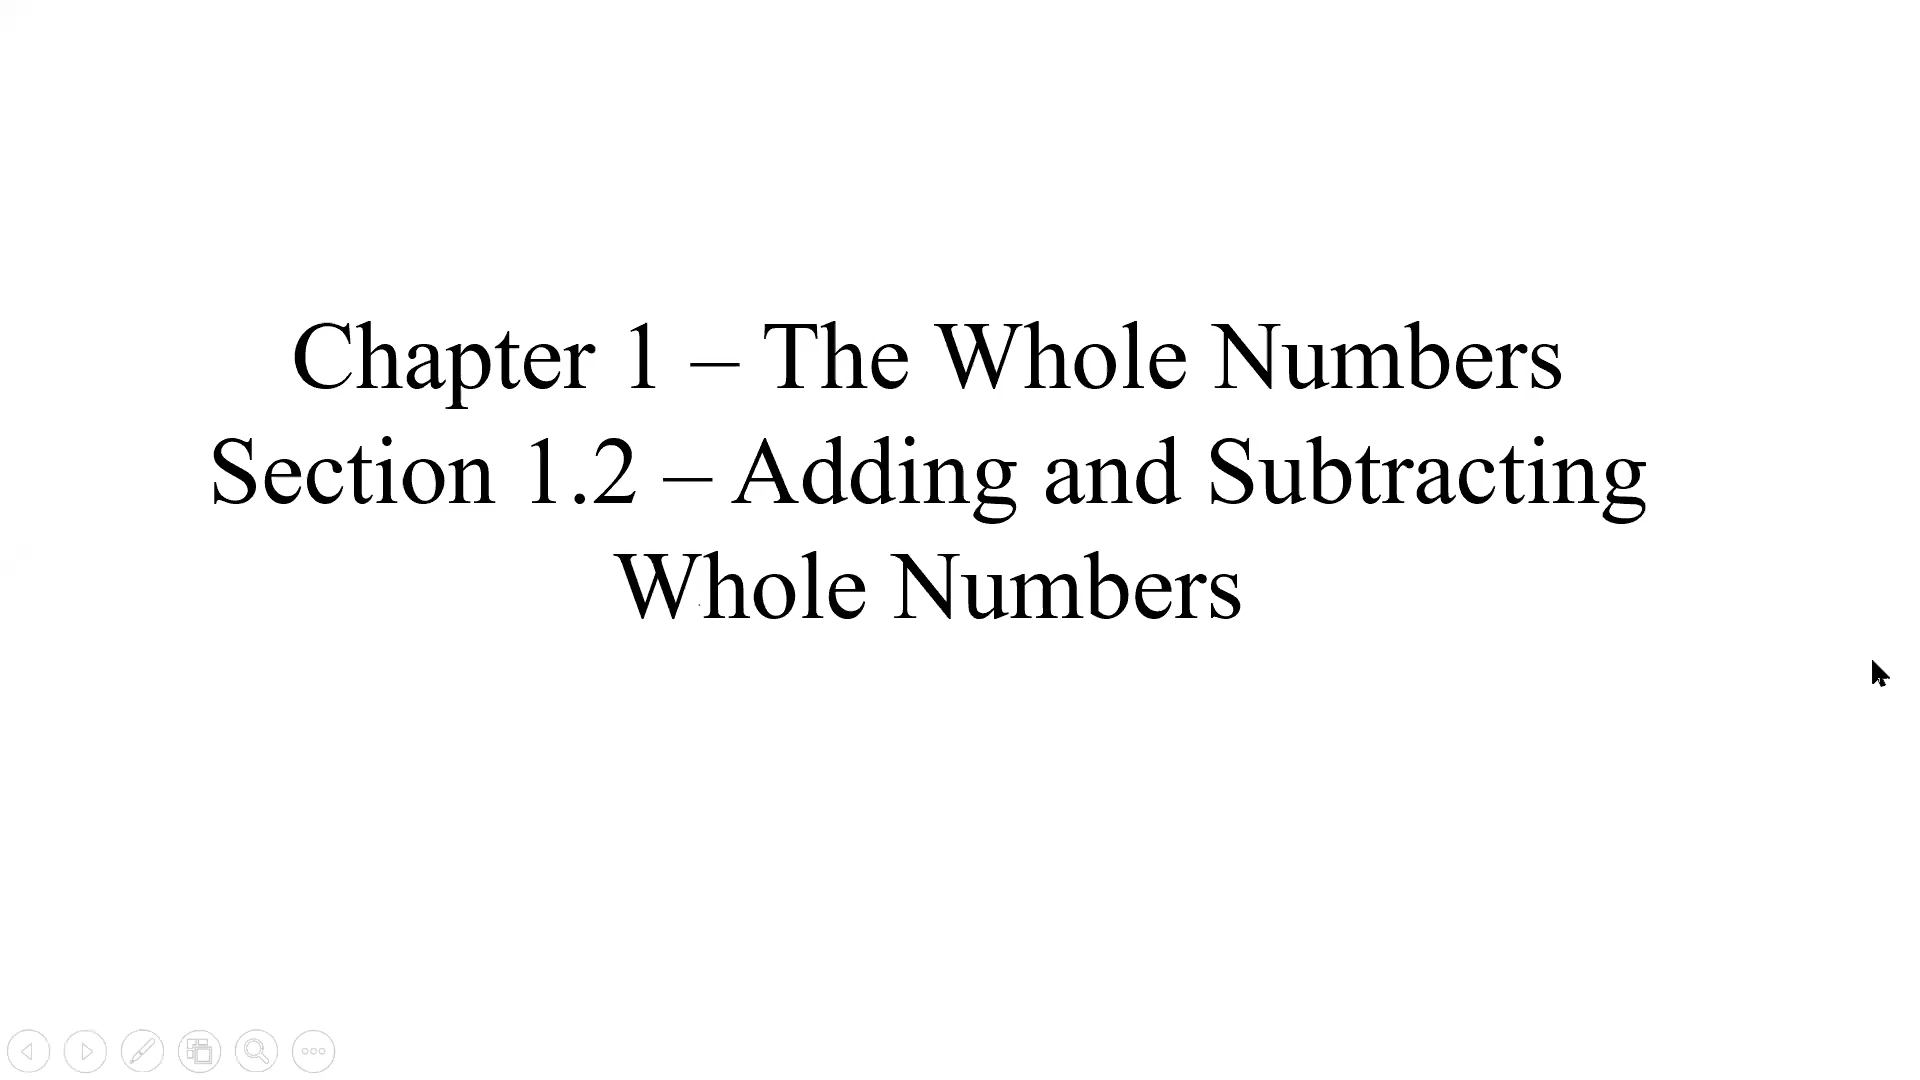 Chapter 1 – The Whole Numbers
Section 1.2 – Adding and Subtracting
Whole Numbers